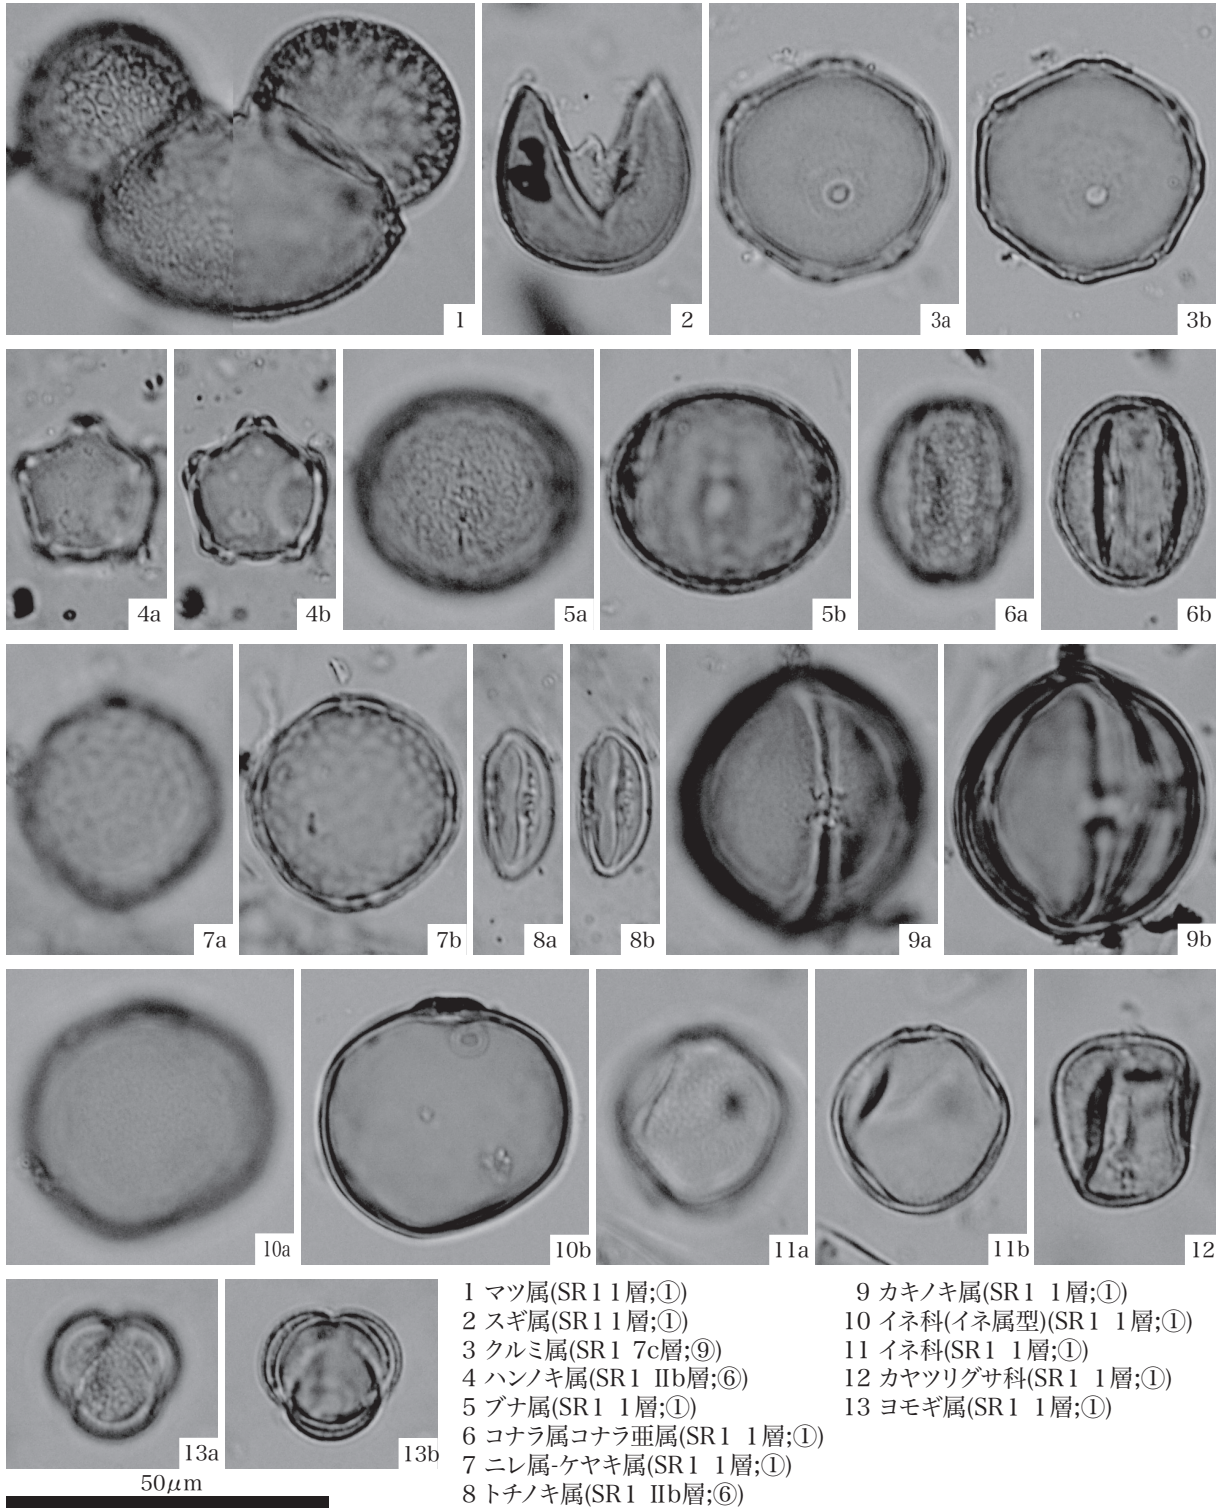 1
2
3a
3b
4a
4b
5a
5b
6a
6b
7a
7b
8a
8b
9a
9b
10a
10b
11a
11b
12
13a
13b
50μm
1 マツ属(SR1 1層;①)
2 スギ属(SR1 1層;①)
3 クルミ属(SR1 7c層;⑨)
4 ハンノキ属(SR1 Ⅱb層;⑥)
5 ブナ属(SR1 1層;①)
6 コナラ属コナラ亜属(SR1 1層;①)
7 ニレ属-ケヤキ属(SR1 1層;①)
8 トチノキ属(SR1 Ⅱb層;⑥)
9 カキノキ属(SR1 1層;①)
10 イネ科(イネ属型)(SR1 1層;①)
11 イネ科(SR1 1層;①)
12 カヤツリグサ科(SR1 1層;①)
13 ヨモギ属(SR1 1層;①)